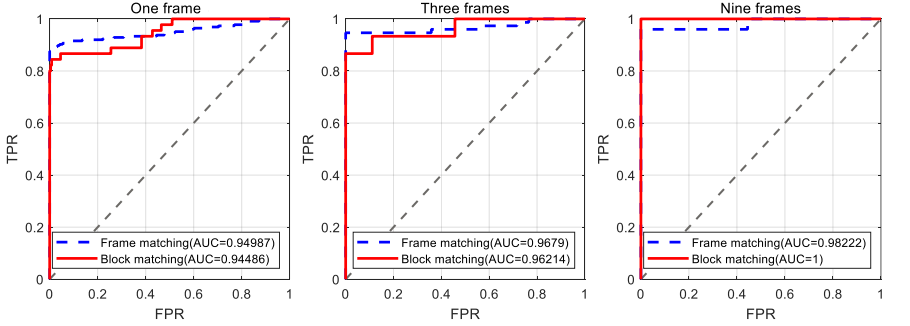 One frame
1
0.8
0.6
0.4
0.2
0
TPR
0 0.2 0.4 0.6 0.8 1
FPR
Frame matching(AUC=0.94987)
Block matching(AUC=0.94486)
Three frames
1
0.8
0.6
0.4
0.2
0
TPR
0 0.2 0.4 0.6 0.8 1
FPR
Frame matching(AUC=0.9679)
Block matching(AUC=0.96214)
Nine frames
1
0.8
0.6
0.4
0.2
0
TPR
0 0.2 0.4 0.6 0.8 1
FPR
Frame matching(AUC=0.98222)
Block matching(AUC=1)